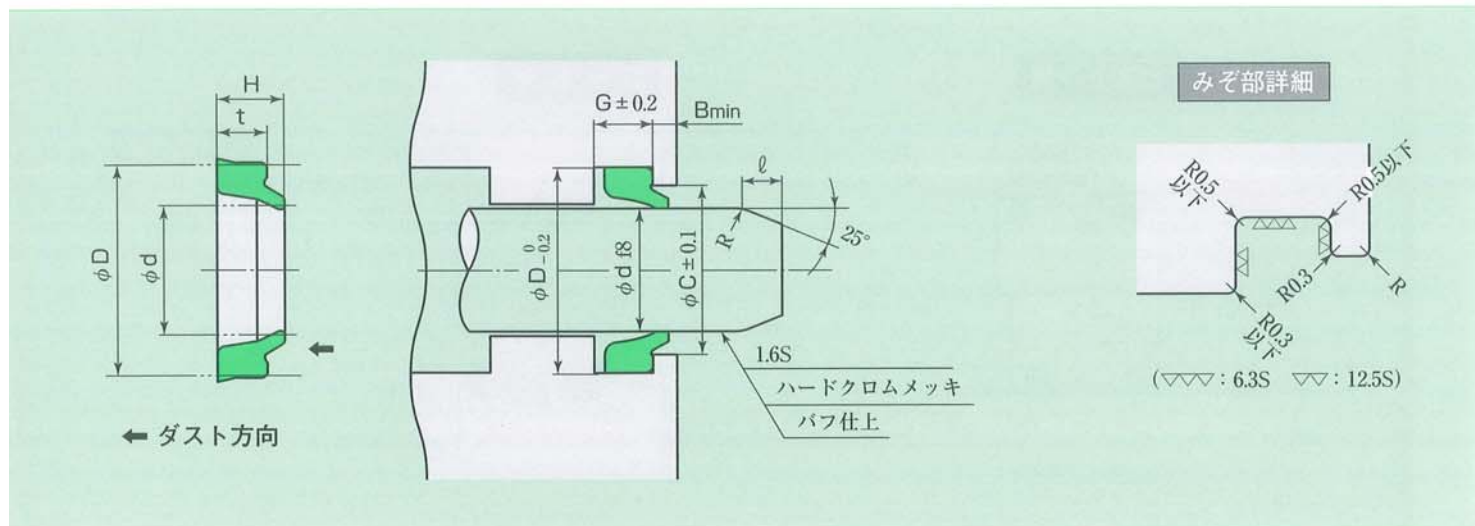 H
t
φD
φd
← ダスト方向
G±0.2
Bmin
ℓ
R
25°
φD 0 -0.2
φd f8
φC±0.1
1.6S
ハードクロムメッキ
バフ仕上
みぞ部詳細
R0.5
以下
R0.5以下
R0.3
R
R0.3
以下
(▽▽▽:6.3S ▽▽:12.5S)